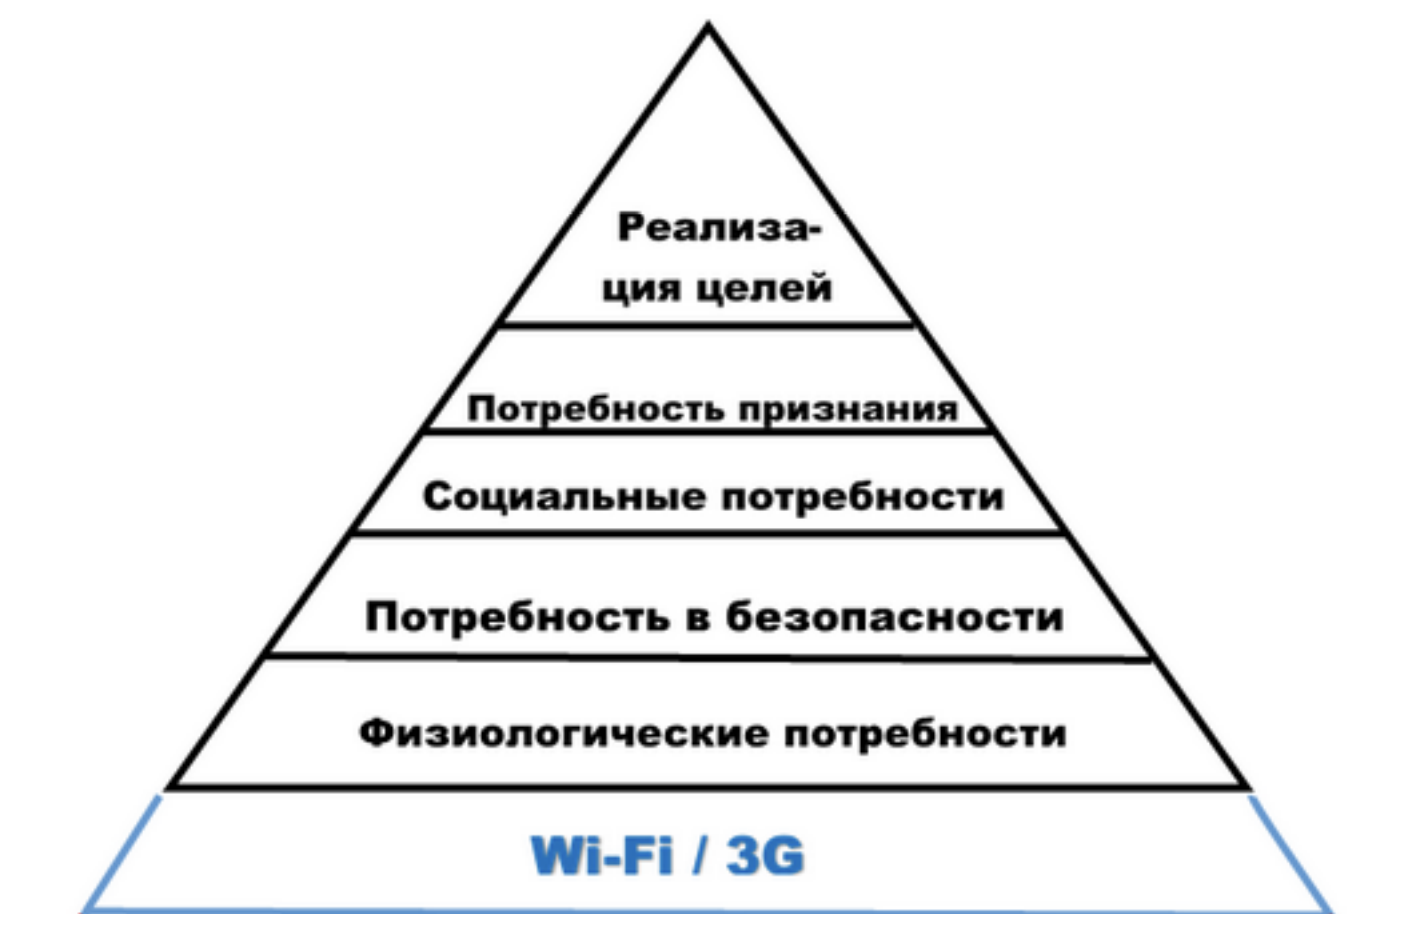 Реализа-
ция целей
Потребность признания
Социальные потребности
Потребность в безопасности
Физиологические потребности
Wi-Fi / 3G